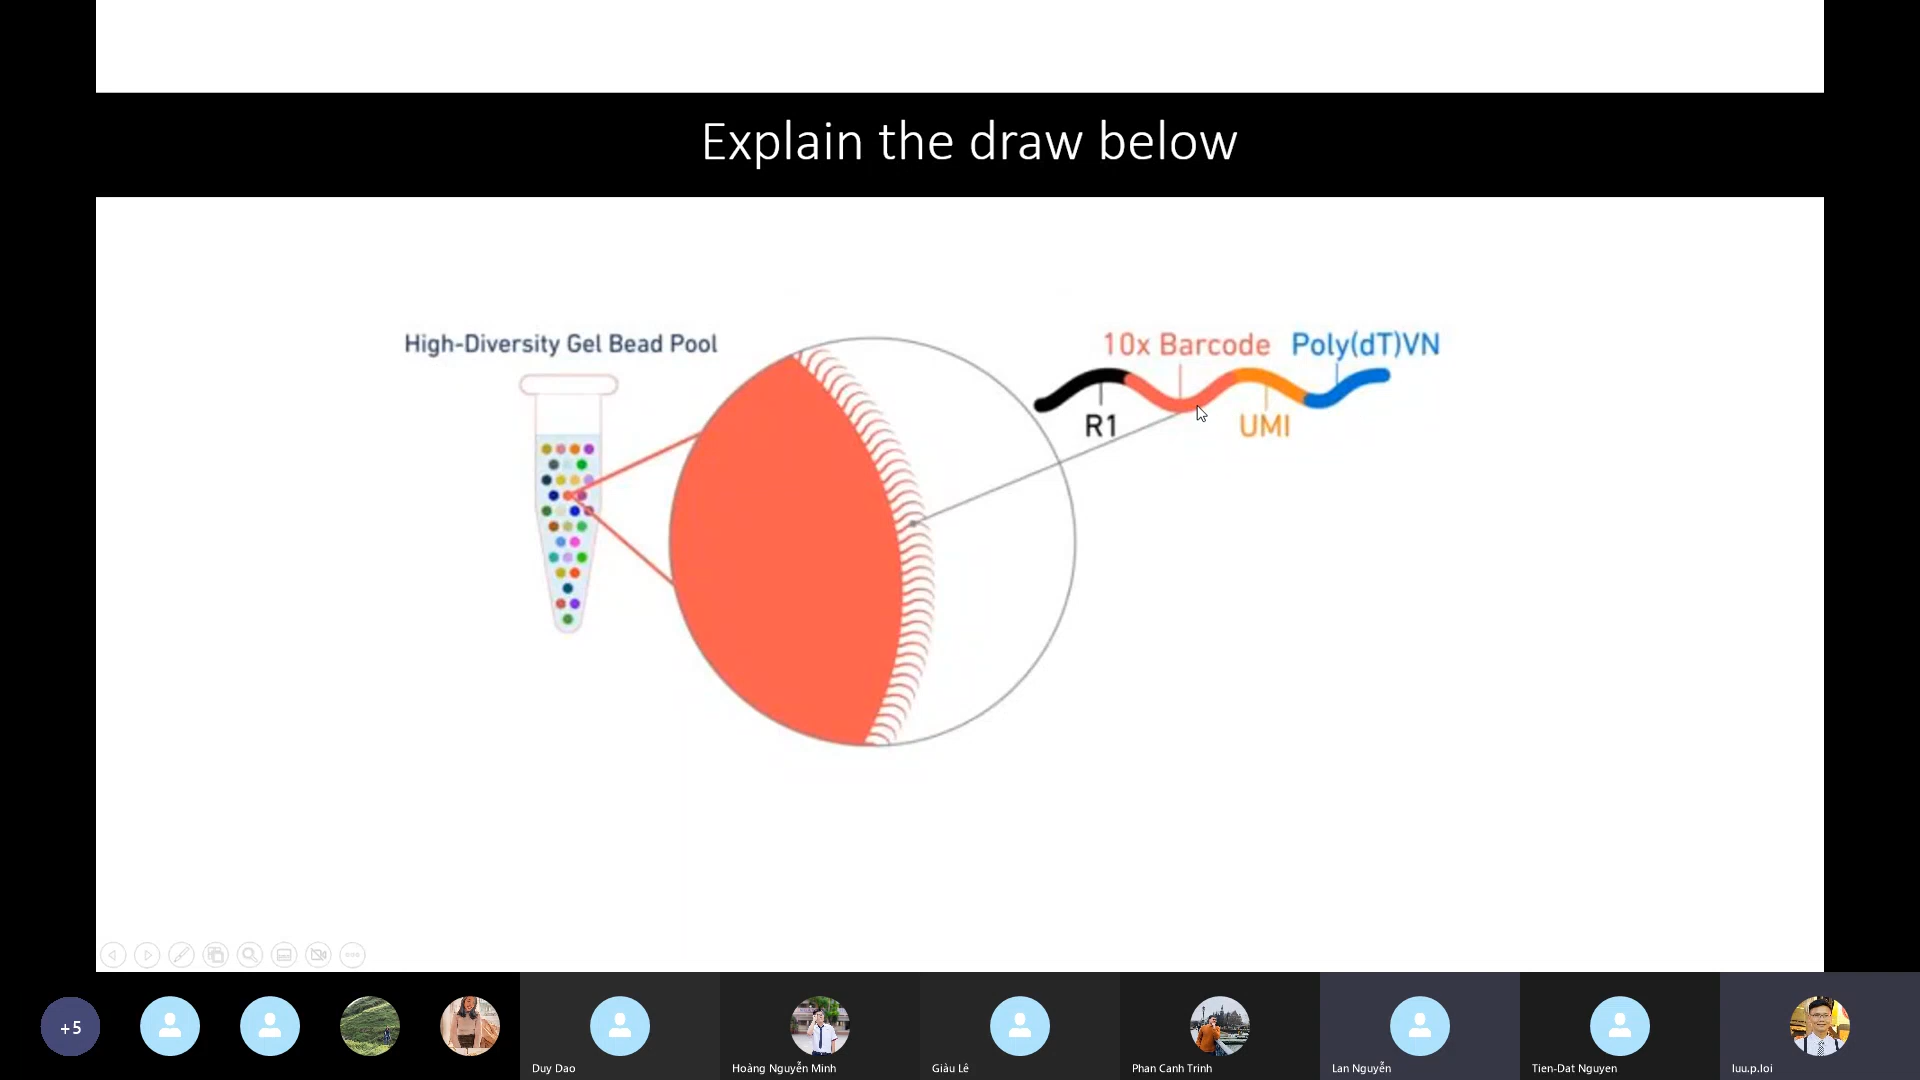 Explain the draw below
High-Diversity Gel Bead Pool
10x Barcode
Poly(dT)VN
R1
UMI
+5
Duy Dao
Hoàng Nguyễn Minh
Giàu Lê
Phan Canh Trinh
Lan Nguyễn
Tien-Dat Nguyen
luu.p.loi